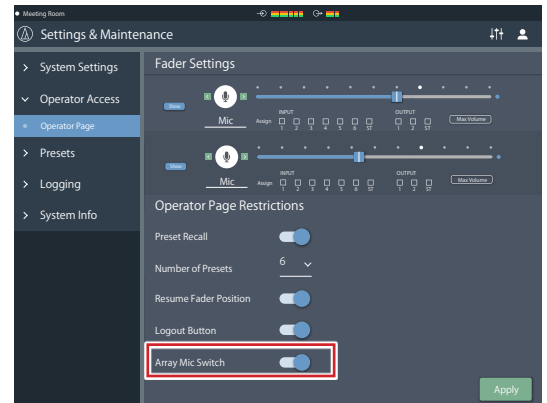 Meeting Room
Settings & Maintenance
System Settings
Operator Access
Operator Page
Presets
Logging
System Info
Fader Settings
Show
Mic
Assign
INPUT
1 2 3 4 5 6 ST
OUTPUT
1 2 ST
Max Volume
Show
Mic
Assign
INPUT
1 2 3 4 5 6 ST
OUTPUT
1 2 ST
Max Volume
Operator Page Restrictions
Preset Recall
Number of Presets 6
Resume Fader Position
Logout Button
Array Mic Switch
Apply